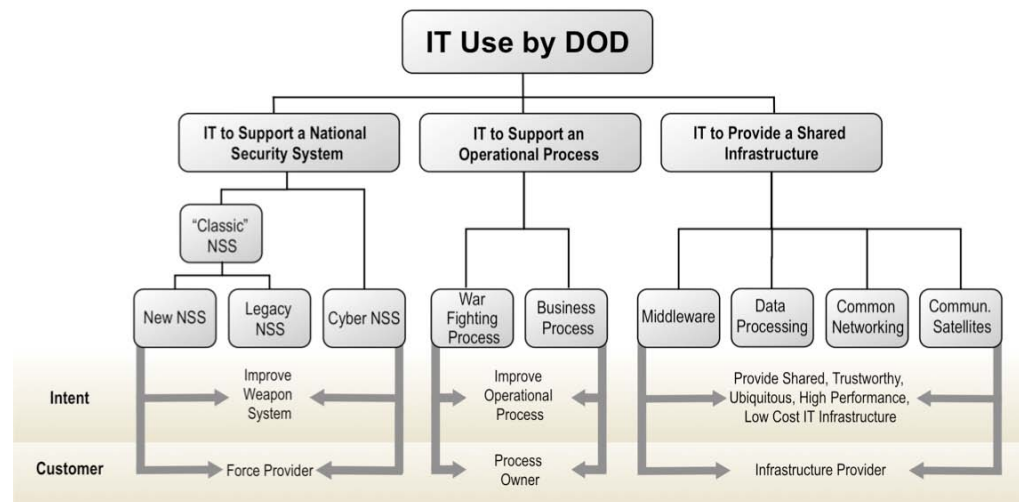 IT Use by DOD
IT to Support a National
Security System
IT to Support an
Operational Process
IT to Provide a Shared
Infrastructure
“Classic”
NSS
New NSS
Legacy
NSS
Cyber NSS
War
Fighting
Process
Business
Process
Middleware
Data
Processing
Common
Networking
Commun.
Satellites
Intent
Improve
Weapon
System
Improve
Operational
Process
Provide Shared, Trustworthy,
Ubiquitous, High Performance,
Low Cost IT Infrastructure
Customer
Force Provider
Process
Owner
Infrastructure Provider